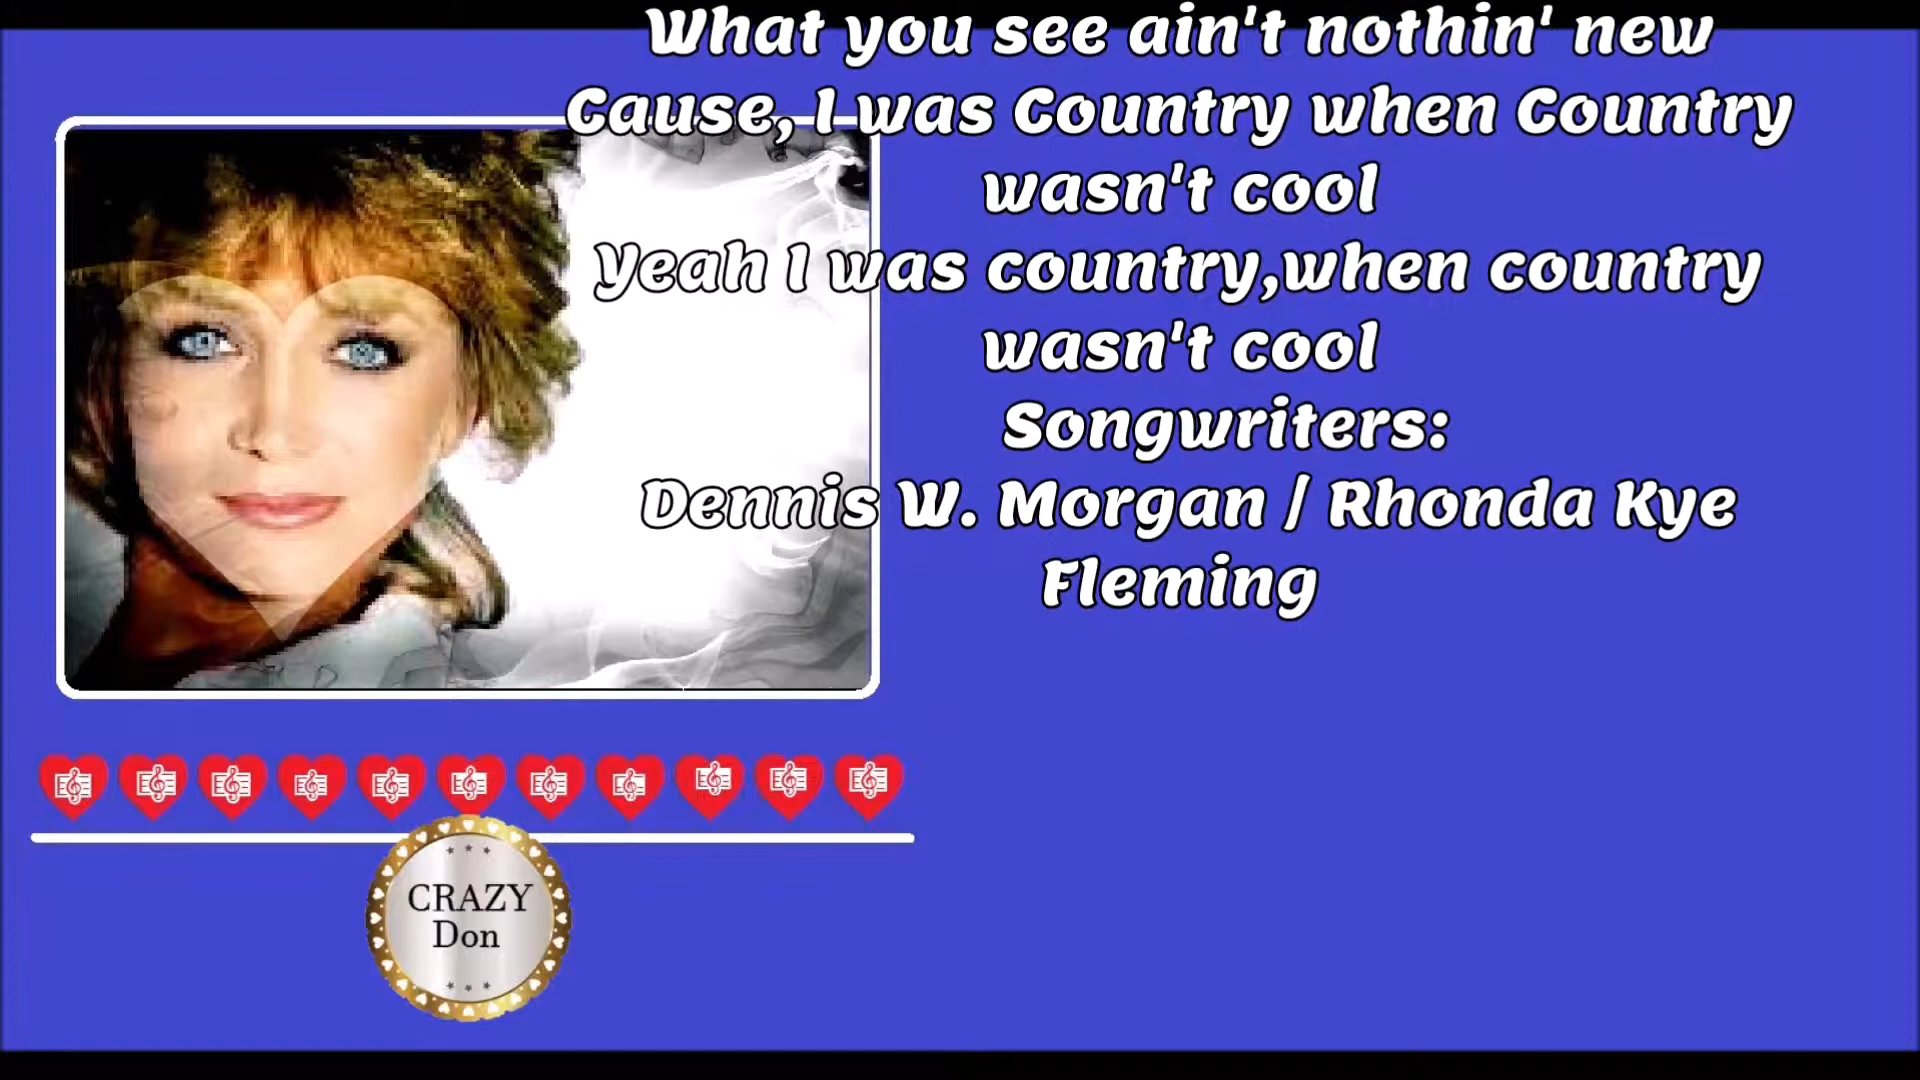 What you see ain't nothin' new
Cause, I was Country when Country
wasn't cool
Yeah I was country,when country
wasn't cool
Songwriters:
Dennis W. Morgan / Rhonda Kye
Fleming
CRAZY
Don